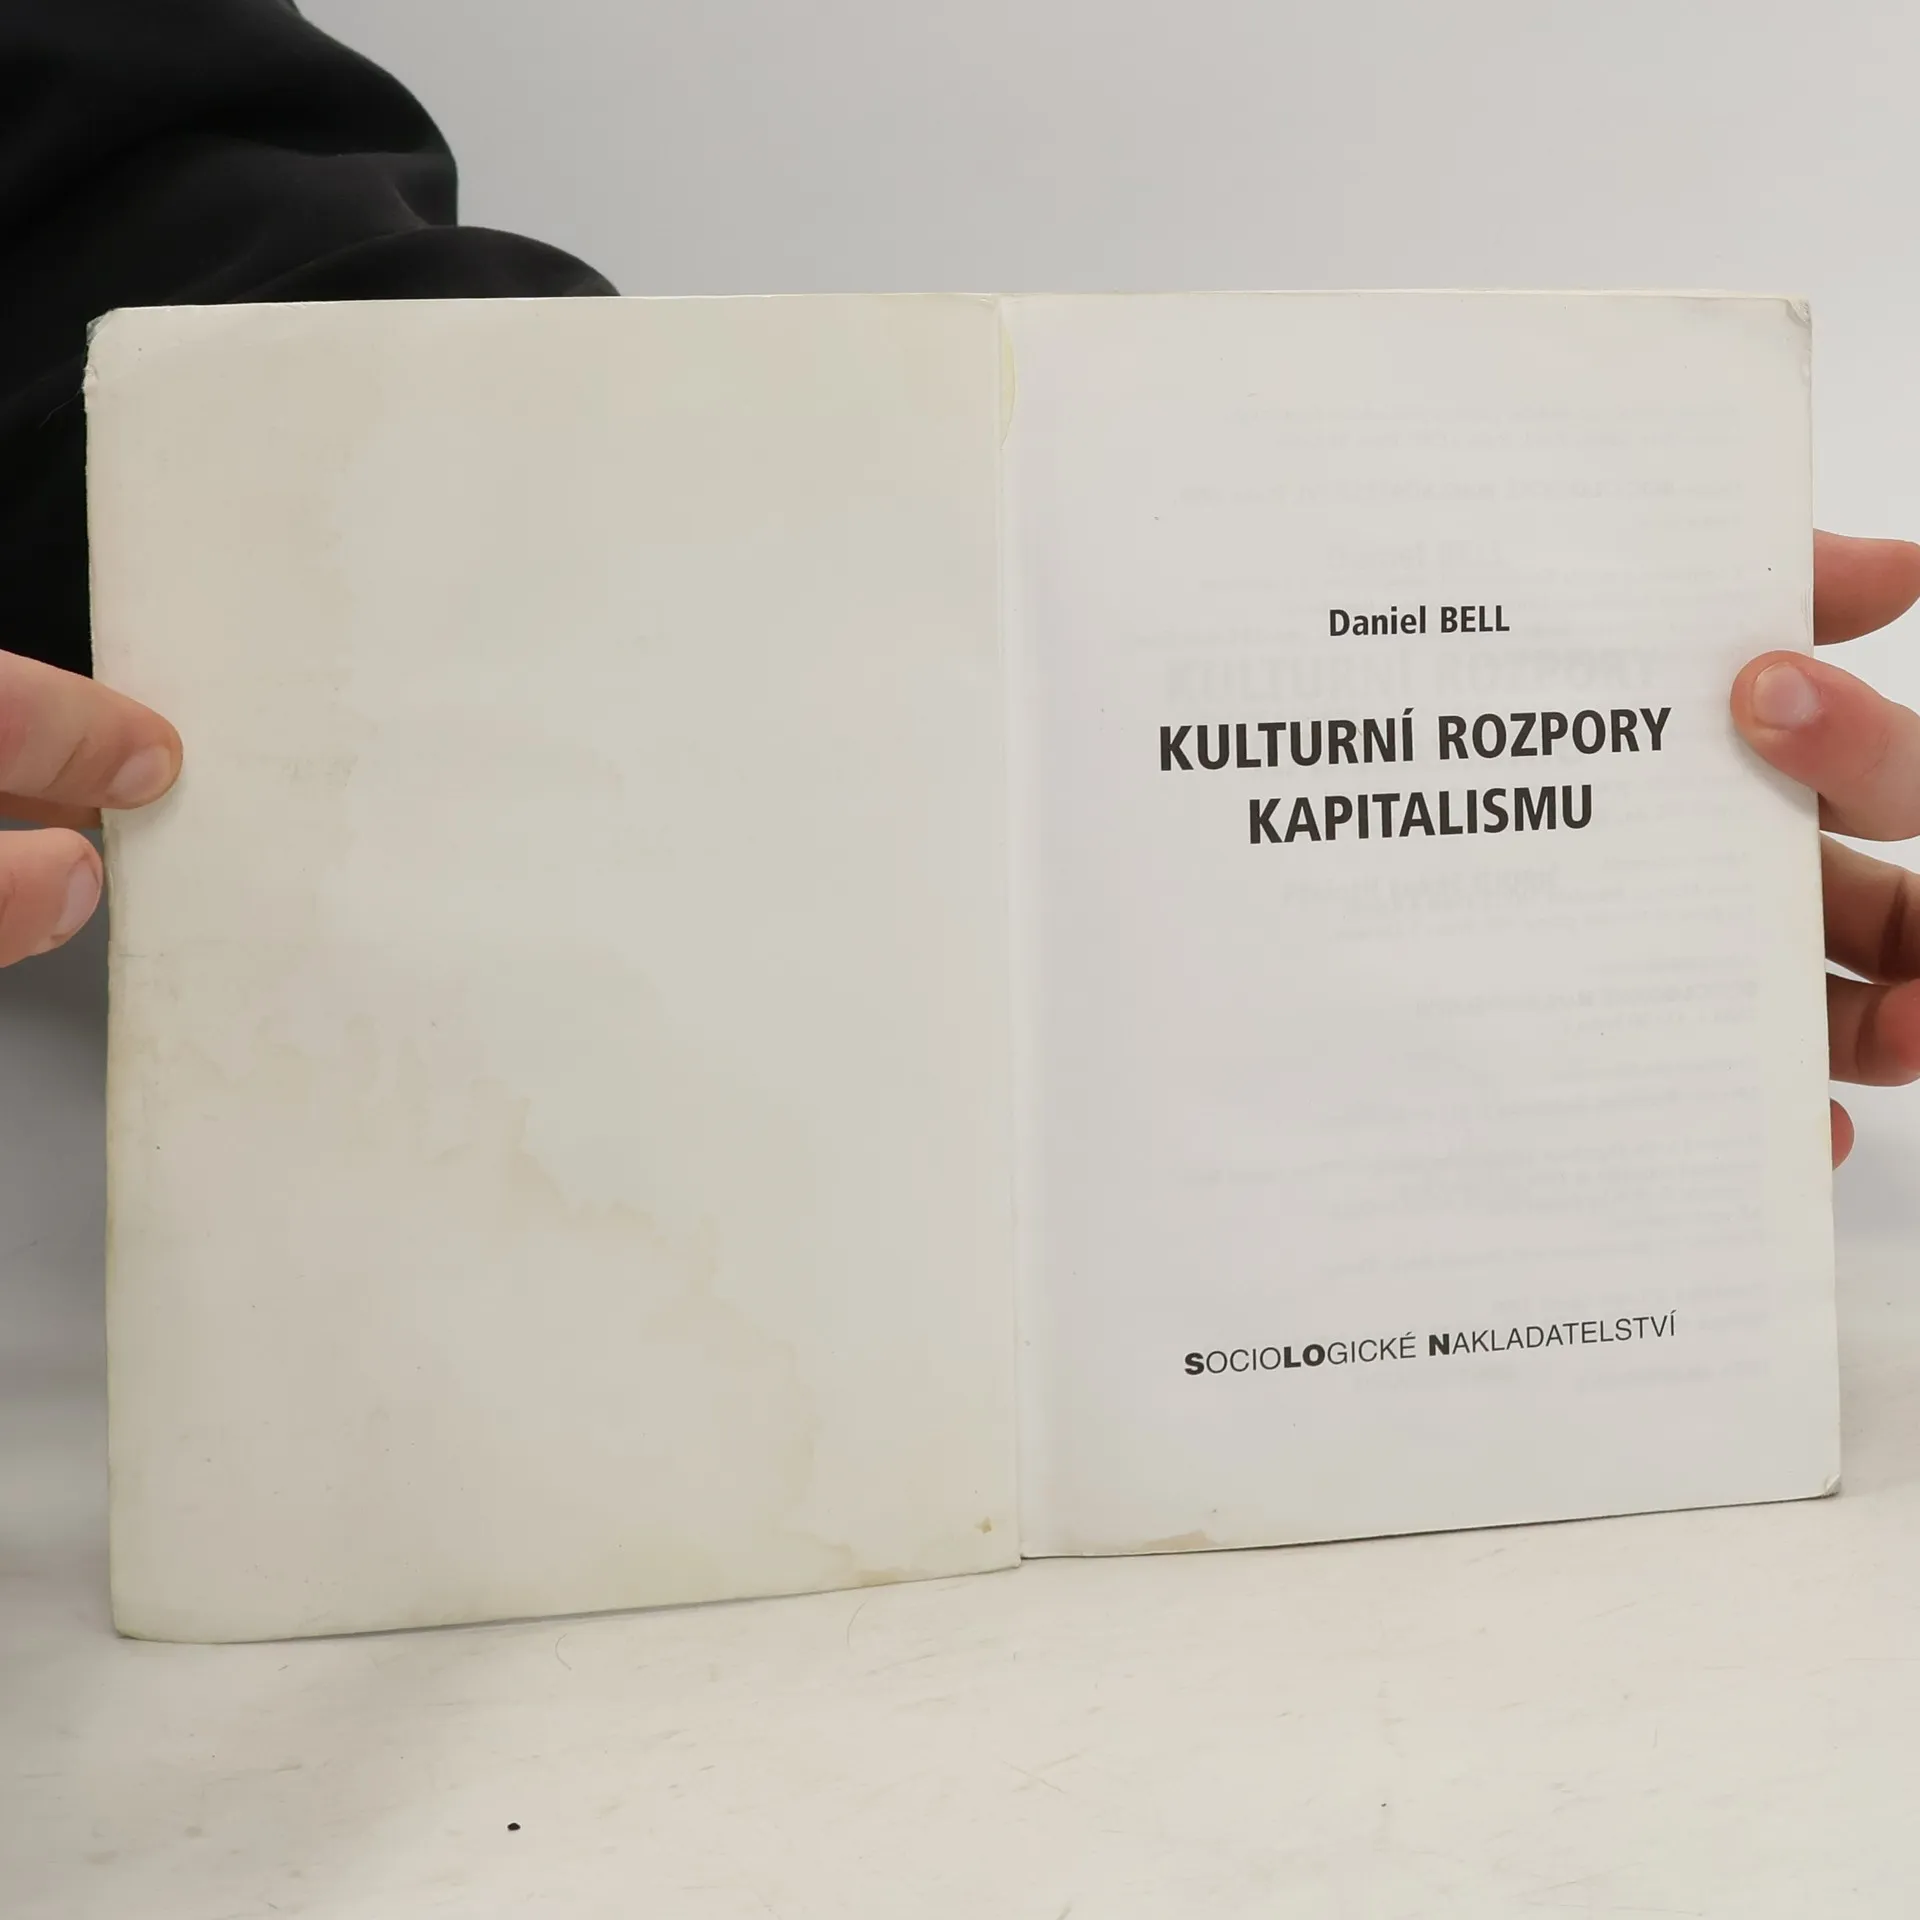 Daniel BELL
KULTURNÍ ROZPORY
KAPITALISMU
SOCIOLOGICKÉ NAKLADATELSTVÍ